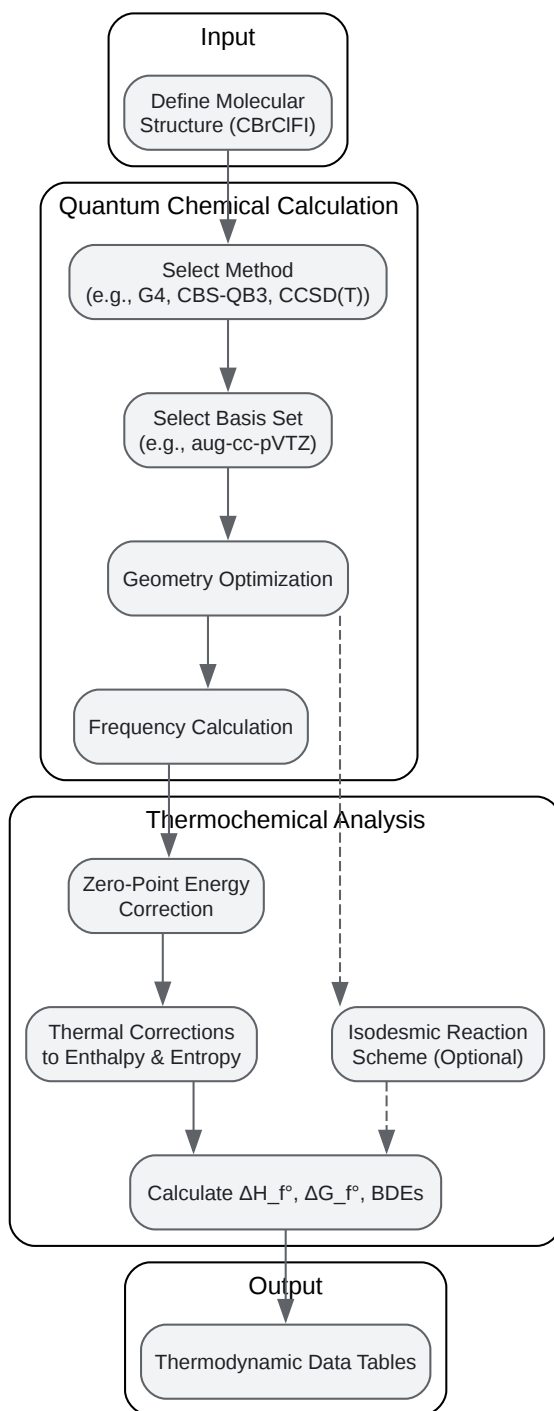 Input
Define Molecular
Structure (CBrClFI)
Quantum Chemical Calculation
Select Method
(e.g., G4, CBS-QB3, CCSD(T))
Select Basis Set
(e.g., aug-cc-pVTZ)
Geometry Optimization
Frequency Calculation
Thermochemical Analysis
Zero-Point Energy
Correction
Thermal Corrections
to Enthalpy & Entropy
Isodesmic Reaction
Scheme (Optional)
Calculate ΔH_f°, ΔG_f°, BDEs
Output
Thermodynamic Data Tables